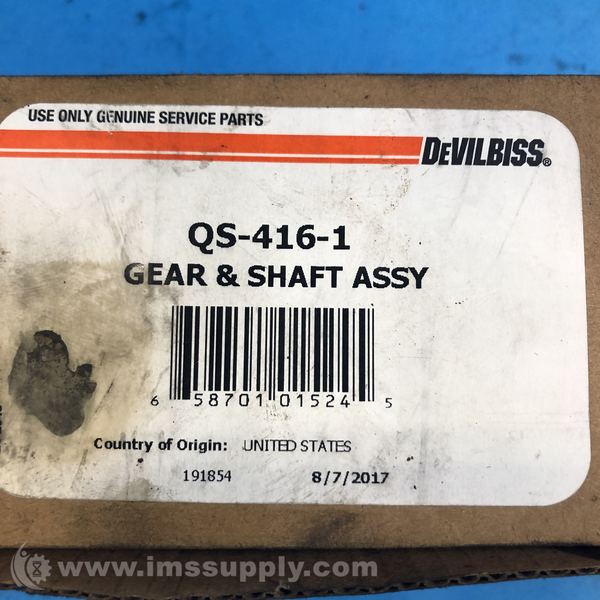 USE ONLY GENUINE SERVICE PARTS
DEVILBISS®
QS-416-1
GEAR & SHAFT ASSY
6 58701 01524 5
Country of Origin: UNITED STATES
191854 8/7/2017
www.imssupply.com